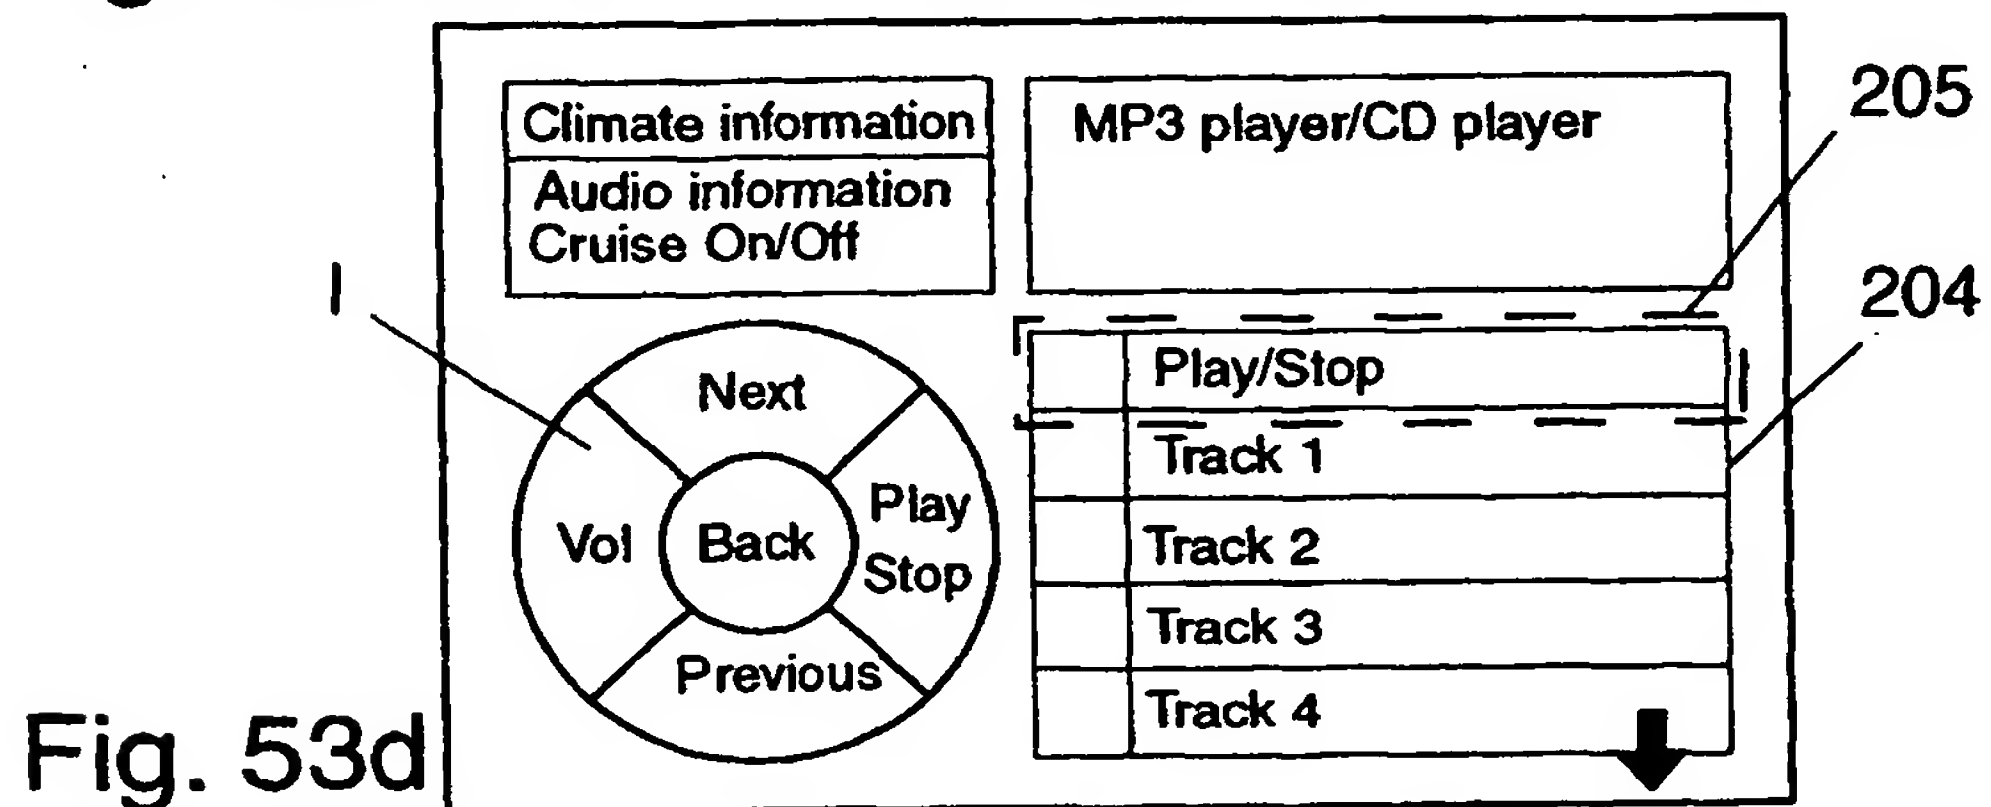 Climate information
Audio information
Cruise On/Off
MP3 player/CD player
205
204
1
Next
Vol
Back
Play
Stop
Previous
Play/Stop
Track 1
Track 2
Track 3
Track 4
Fig. 53d